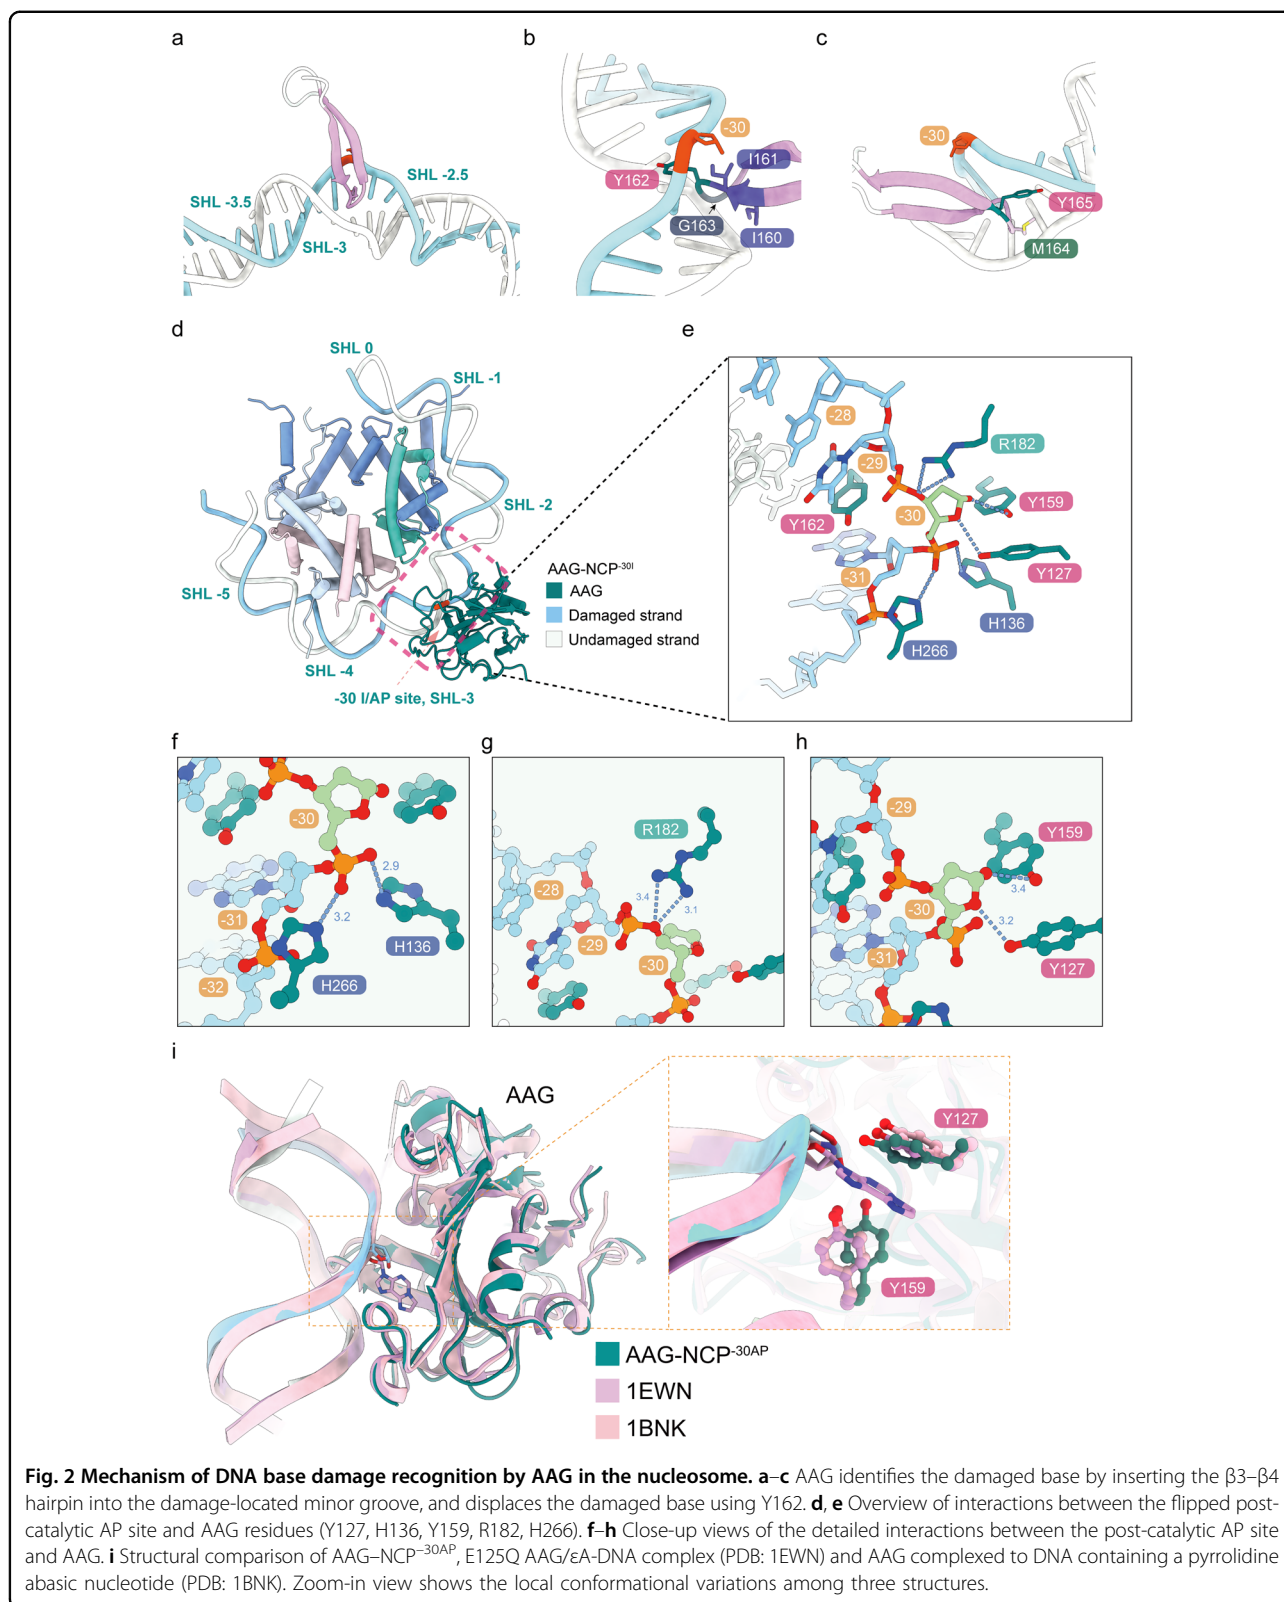 a
b
c
SHL -3.5
SHL-3
SHL -2.5
-30
I161
Y162
G163
I160
-30
Y165
M164
d
e
SHL 0
SHL -1
SHL -2
SHL -5
SHL -4
-30 I/AP site, SHL-3
AAG-NCP⁻³⁰ᴵ
AAG
Damaged strand
Undamaged strand
-28
R182
-29
-30
Y159
Y162
Y127
-31
H136
H266
f
g
h
-30
2.9
3.2
-31
H136
-32
H266
R182
3.4
3.1
-28
-29
-30
-29
Y159
3.4
-30
3.2
-31
Y127
i
AAG
Y127
Y159
AAG-NCP⁻³⁰ᴬᴾ
1EWN
1BNK
Fig. 2 Mechanism of DNA base damage recognition by AAG in the nucleosome. a–c AAG identifies the damaged base by inserting the β3–β4
hairpin into the damage-located minor groove, and displaces the damaged base using Y162. d, e Overview of interactions between the flipped post-
catalytic AP site and AAG residues (Y127, H136, Y159, R182, H266). f–h Close-up views of the detailed interactions between the post-catalytic AP site
and AAG. i Structural comparison of AAG–NCP⁻³⁰ᴬᴾ, E125Q AAG/εA-DNA complex (PDB: 1EWN) and AAG complexed to DNA containing a pyrrolidine
abasic nucleotide (PDB: 1BNK). Zoom-in view shows the local conformational variations among three structures.